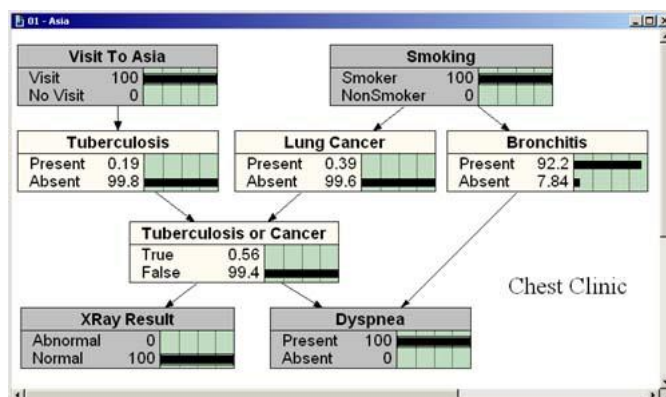 01 - Asia
Visit To Asia
Visit 100
No Visit 0
Smoking
Smoker 100
NonSmoker 0
Tuberculosis
Present 0.19
Absent 99.8
Lung Cancer
Present 0.39
Absent 99.6
Bronchitis
Present 92.2
Absent 7.84
Tuberculosis or Cancer
True 0.56
False 99.4
Chest Clinic
XRay Result
Abnormal 0
Normal 100
Dyspnea
Present 100
Absent 0